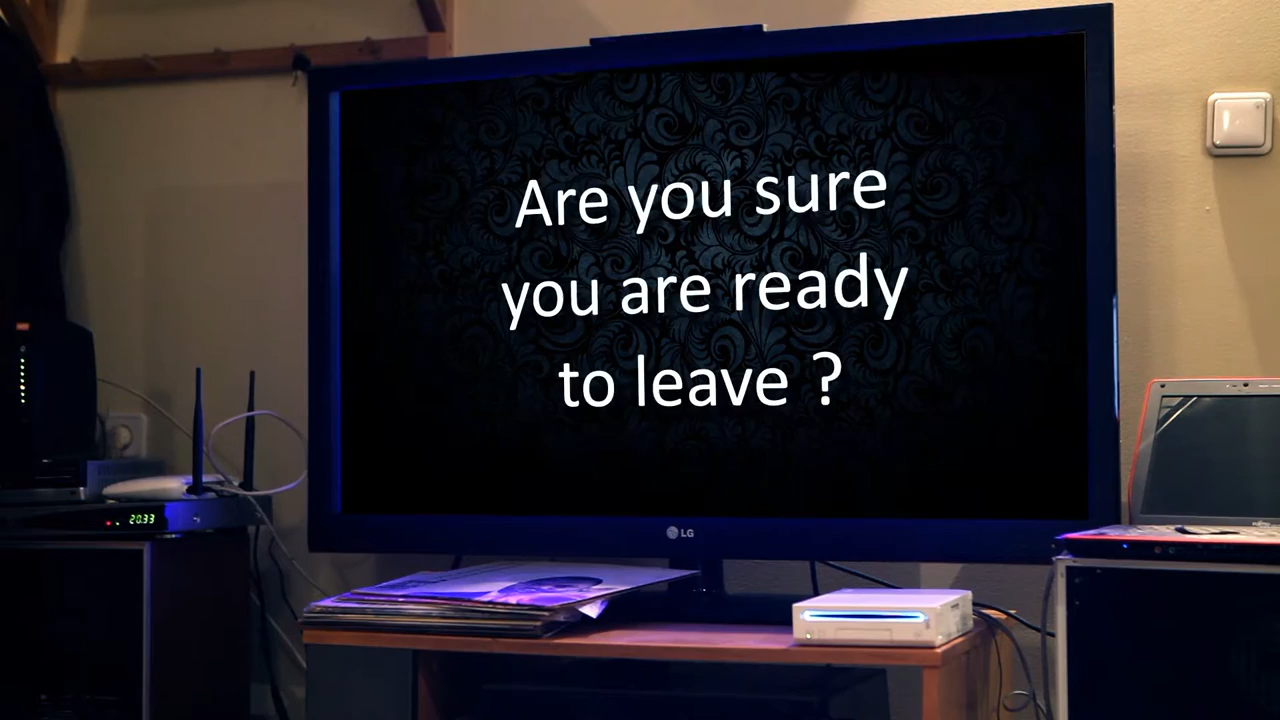 Are you sure
you are ready
to leave ?
LG
20.33